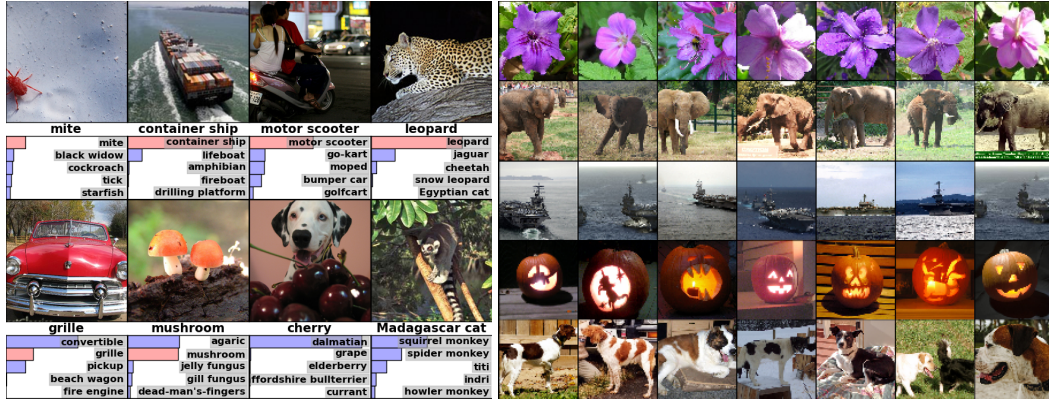 mite container ship motor scooter leopard
mite container ship motor scooter leopard
black widow lifeboat go-kart jaguar
cockroach amphibian moped cheetah
tick fireboat bumper car snow leopard
starfish drilling platform golfcart Egyptian cat
grille mushroom cherry Madagascar cat
convertible agaric dalmatian squirrel monkey
grille mushroom grape spider monkey
pickup jelly fungus elderberry titi
beach wagon gill fungus ffordshire bullterrier indri
fire engine dead-man's-fingers currant howler monkey